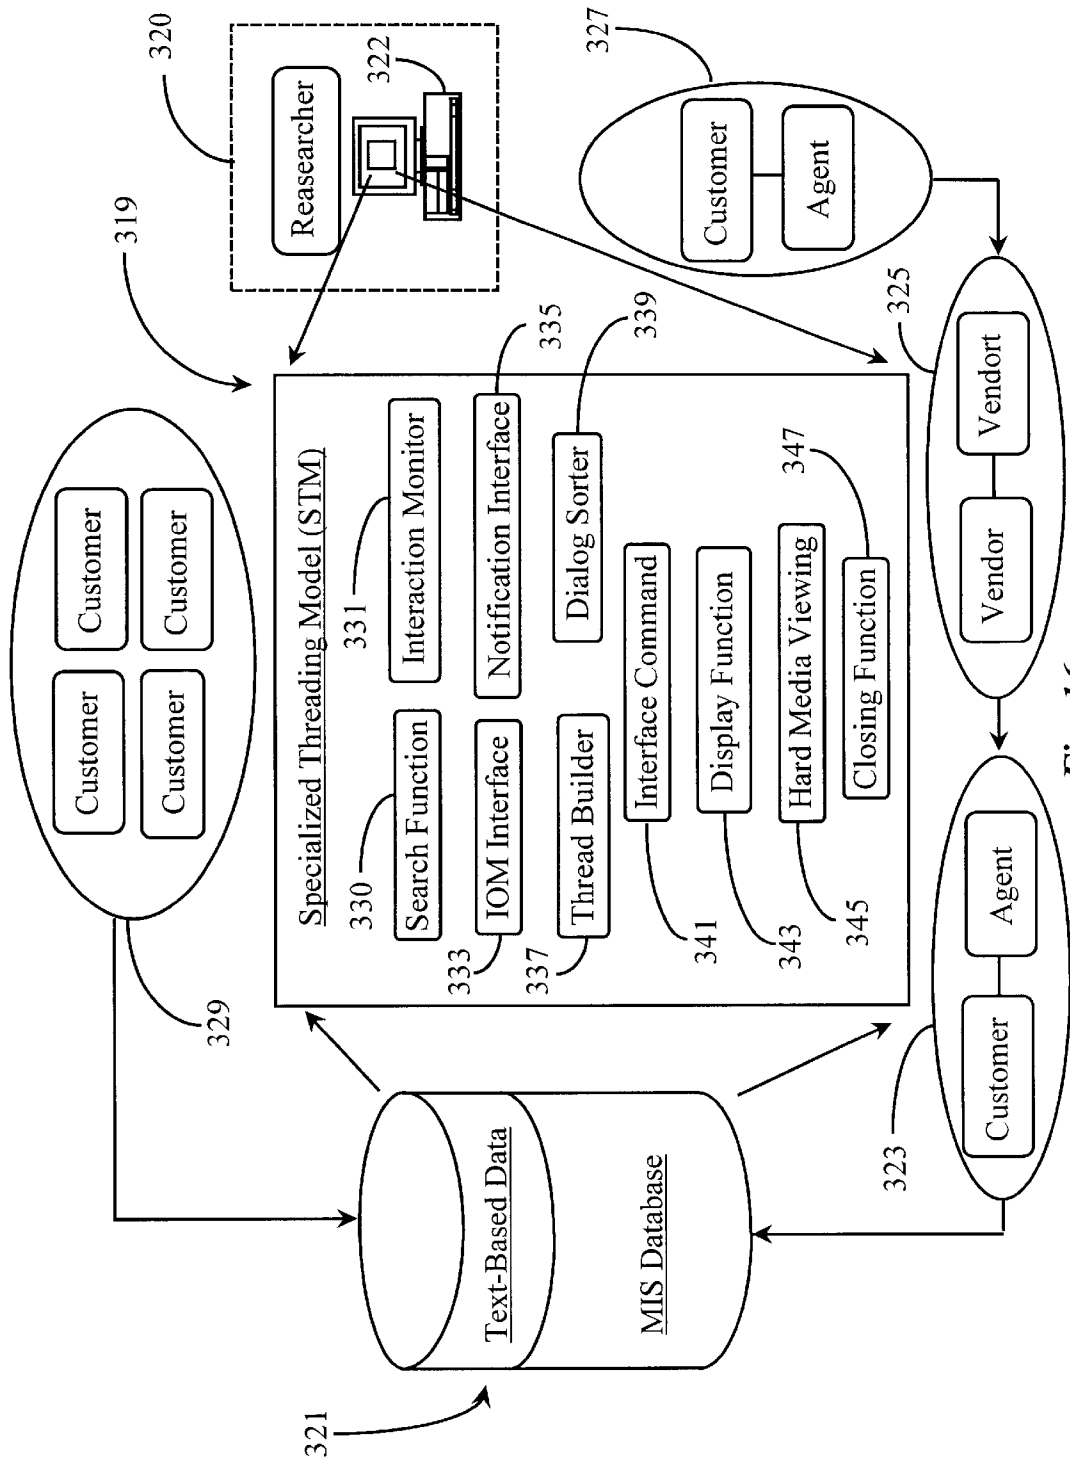 329
Customer
Customer
Customer
Customer
319
320
Reasearcher
322
321
Text-Based Data
MIS Database
Specialized Threading Model (STM)
330
Search Function
331
Interaction Monitor
333
IOM Interface
Notification Interface
335
337
Thread Builder
Dialog Sorter
339
341
Interface Command
343
Display Function
345
Hard Media Viewing
347
Closing Function
327
Customer
Agent
323
Customer
Agent
325
Vendor
Vendort